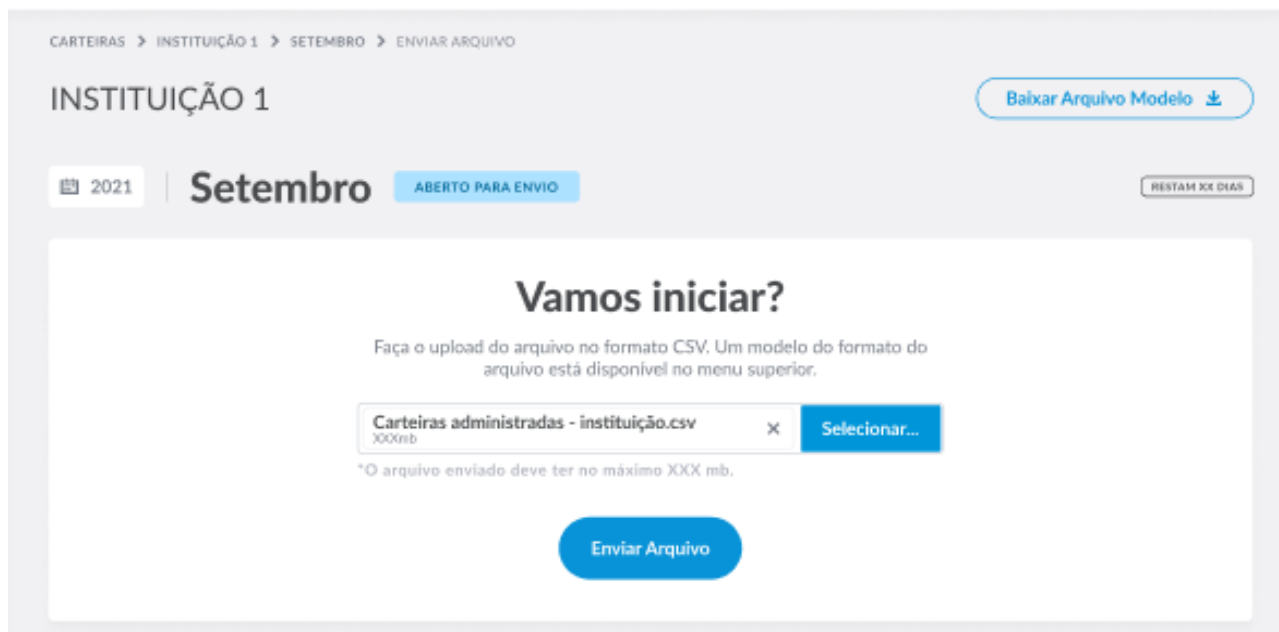 CARTEIRAS > INSTITUIÇÃO 1 > SETEMBRO > ENVIAR ARQUIVO
INSTITUIÇÃO 1
Baixar Arquivo Modelo
2021
Setembro
ABERTO PARA ENVIO
RESTAM XX DIAS
Vamos iniciar?
Faça o upload do arquivo no formato CSV. Um modelo do formato do
arquivo está disponível no menu superior.
Carteiras administradas - instituição.csv
XXXmb
Selecionar...
*O arquivo enviado deve ter no máximo XXX mb.
Enviar Arquivo